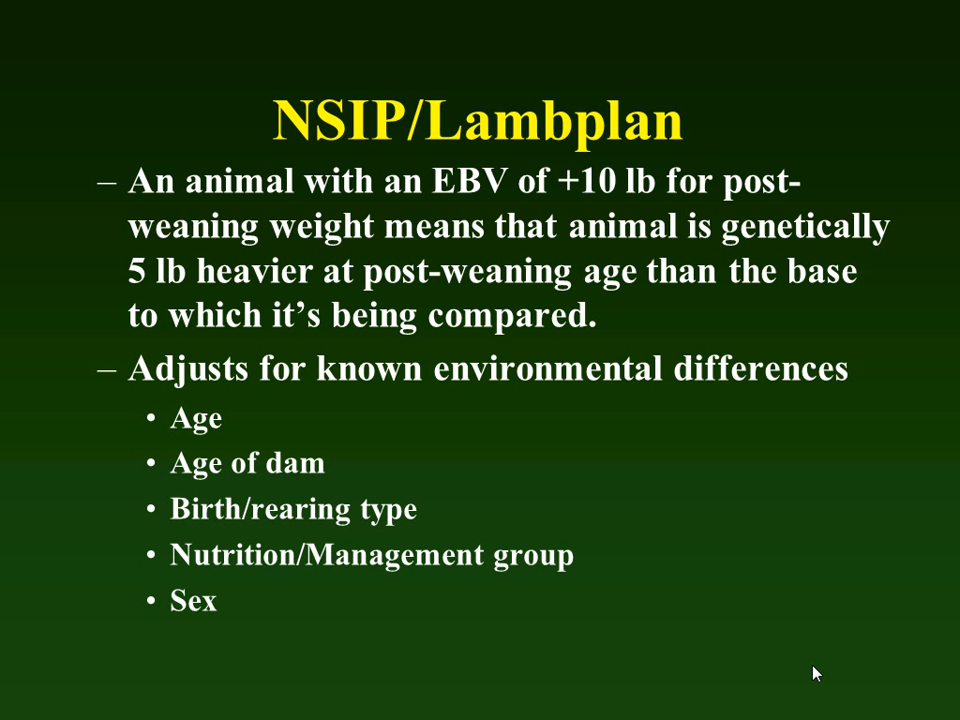 NSIP/Lambplan
– An animal with an EBV of +10 lb for post-
weaning weight means that animal is genetically
5 lb heavier at post-weaning age than the base
to which it’s being compared.
– Adjusts for known environmental differences
• Age
• Age of dam
• Birth/rearing type
• Nutrition/Management group
• Sex